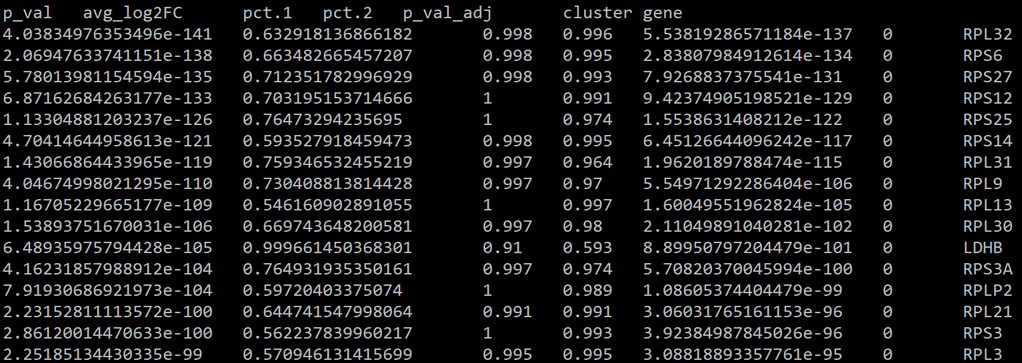 p_val avg_log2FC pct.1 pct.2 p_val_adj cluster gene
4.03834976353496e-141 0.632918136866182 0.998 0.996 5.53819286571184e-137 0 RPL32
2.06947633741151e-138 0.663482665457207 0.998 0.995 2.83807984912614e-134 0 RPS6
5.78013981154594e-135 0.712351782996929 0.998 0.993 7.9268837375541e-131 0 RPS27
6.87162684263177e-133 0.703195153714666 1 0.991 9.42374905198521e-129 0 RPS12
1.13304881203237e-126 0.76473294235695 1 0.974 1.5538631408212e-122 0 RPS25
4.70414644958613e-121 0.593527918459473 0.998 0.995 6.45126644096242e-117 0 RPS14
1.43066864433965e-119 0.759346532455219 0.997 0.964 1.9620189788474e-115 0 RPL31
4.04674998021295e-110 0.730408813814428 0.997 0.97 5.54971292286404e-106 0 RPL9
1.16705229665177e-109 0.546160902891055 1 0.997 1.60049551962824e-105 0 RPL13
1.53893751670031e-106 0.669743648200581 0.997 0.98 2.11049891040281e-102 0 RPL30
6.48935975794428e-105 0.999661450368301 0.91 0.593 8.89950797204479e-101 0 LDHB
4.16231857988912e-104 0.764931935350161 0.997 0.974 5.70820370045994e-100 0 RPS3A
7.91930686921973e-104 0.59720403375074 1 0.989 1.08605374404479e-99 0 RPLP2
2.23152811113572e-100 0.644741547998064 0.991 0.991 3.06031765161153e-96 0 RPL21
2.86120014470633e-100 0.562237839960217 1 0.993 3.92384987845026e-96 0 RPS3
2.25185134430335e-99 0.570946131415699 0.995 0.995 3.08818893357761e-95 0 RPL3